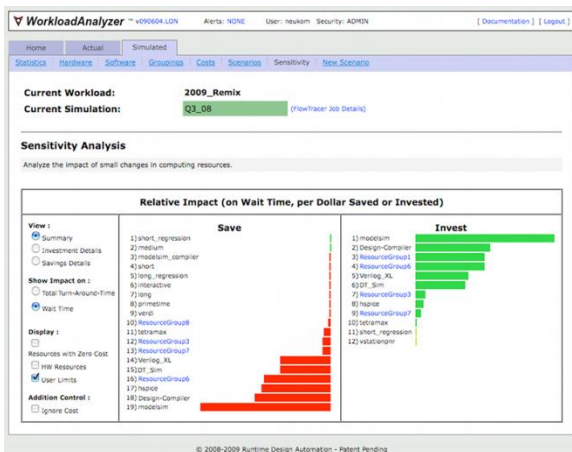 WorkloadAnalyzer ™ v090604.LON Alerts: NONE User: neukom Security: ADMIN [ Documentation ] [ Logout ]
Home Actual Simulated
Statistics Hardware Software Groupings Costs Scenarios Sensitivity New Scenario
Current Workload: 2009_Remix
Current Simulation: Q3_08 (FlowTracer Job Details)
Sensitivity Analysis
Analyze the impact of small changes in computing resources.
Relative Impact (on Wait Time, per Dollar Saved or Invested)
View :
Summary
Investment Details
Savings Details
Show Impact on :
Total Turn-Around-Time
Wait Time
Display :
Resources with Zero Cost
HW Resources
User Limits
Addition Control :
Ignore Cost
Save
1) short_regression
2) medium
3) modelsim_compiler
4) short
5) long_regression
6) interactive
7) long
8) primetime
9) verdi
10) ResourceGroup8
11) tetramax
12) ResourceGroup3
13) ResourceGroup7
14) Verilog_XL
15) DT_Sim
16) ResourceGroup6
17) hspice
18) Design-Compiler
19) modelsim
Invest
1) modelsim
2) Design-Compiler
3) ResourceGroup1
4) ResourceGroup6
5) Verilog_XL
6) DT_Sim
7) ResourceGroup3
8) hspice
9) ResourceGroup7
10) tetramax
11) short_regression
12) vstationpnr
© 2008-2009 Runtime Design Automation - Patent Pending